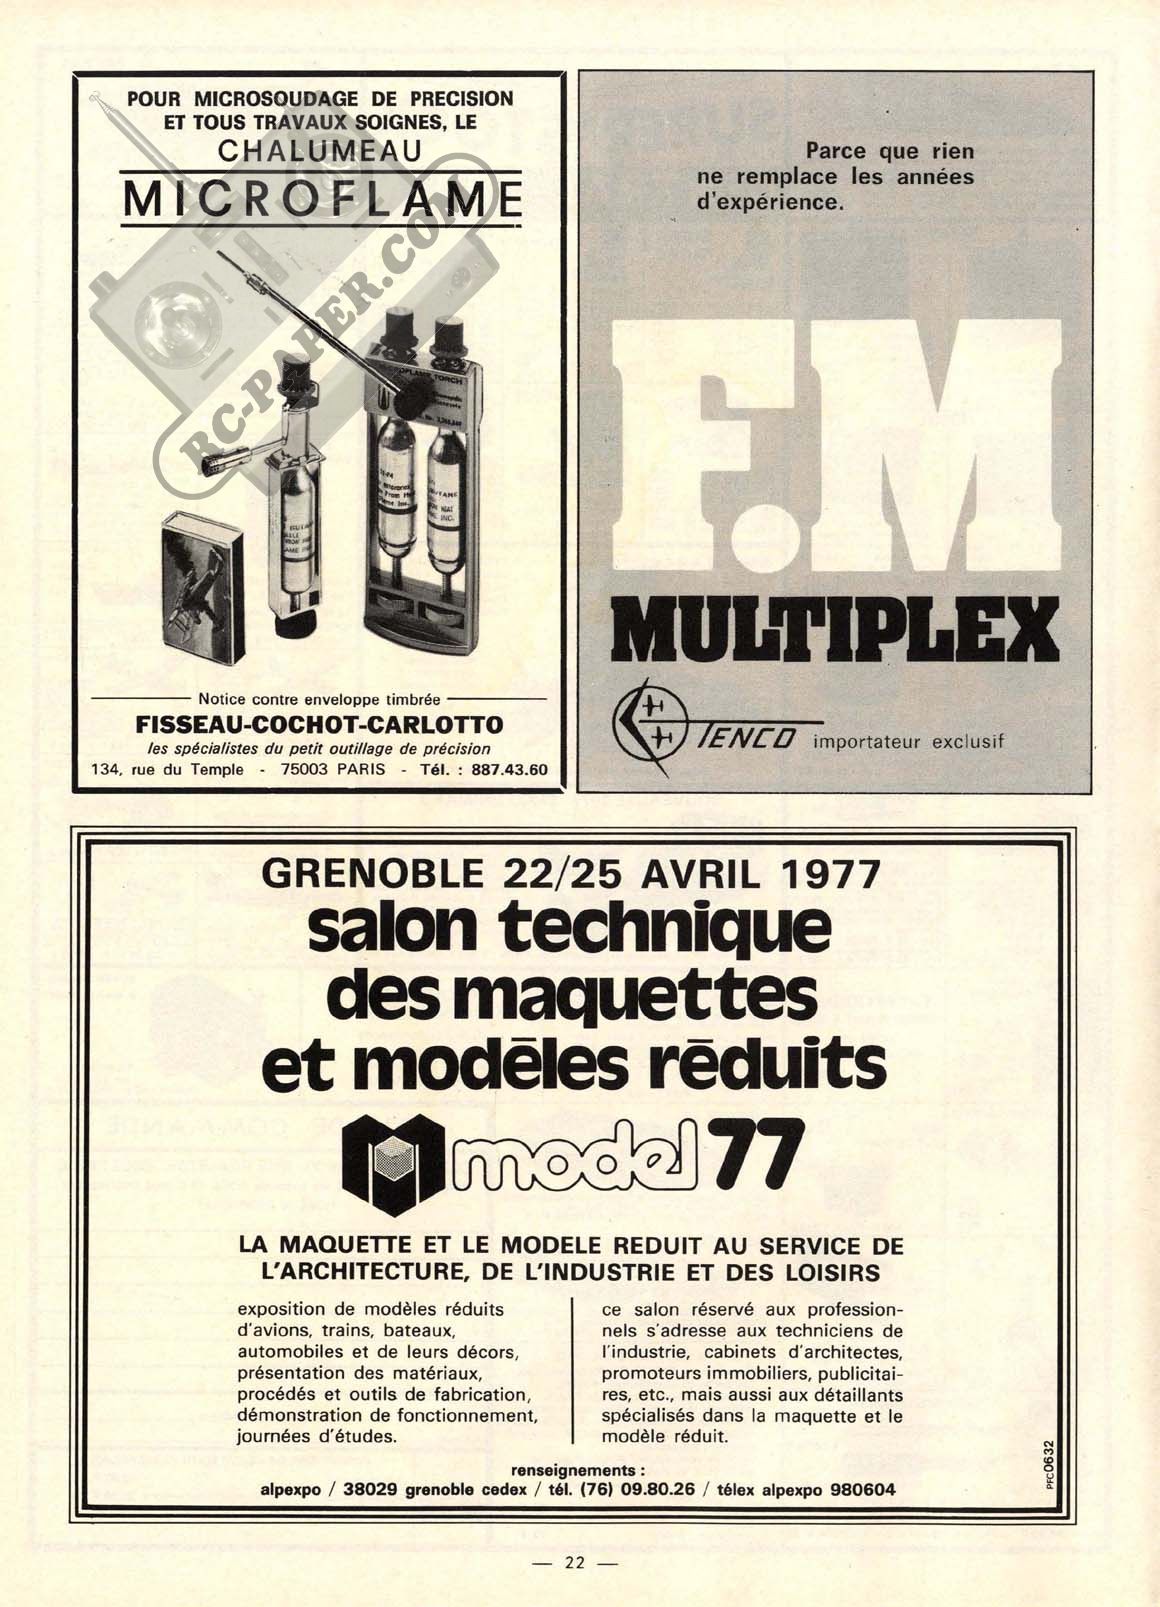 POUR MICROSOUDAGE DE PRECISION
ET TOUS TRAVAUX SOIGNES, LE
CHALUMEAU
MICROFLAME
RC-PAPER.COM
MICROFLAME TORCH
BUTANE
INC.
Notice contre enveloppe timbrée
FISSEAU-COCHOT-CARLOTTO
les spécialistes du petit outillage de précision
134, rue du Temple - 75003 PARIS - Tél. : 887.43.60
Parce que rien
ne remplace les années
d'expérience.
F.M
MULTIPLEX
TENCO importateur exclusif
GRENOBLE 22/25 AVRIL 1977
salon technique
des maquettes
et modēles rēduits
M model 77
LA MAQUETTE ET LE MODELE REDUIT AU SERVICE DE
L'ARCHITECTURE, DE L'INDUSTRIE ET DES LOISIRS
exposition de modèles réduits
d'avions, trains, bateaux,
automobiles et de leurs décors,
présentation des matériaux,
procédés et outils de fabrication,
démonstration de fonctionnement,
journées d'études.
ce salon réservé aux profession-
nels s'adresse aux techniciens de
l'industrie, cabinets d'architectes,
promoteurs immobiliers, publicitai-
res, etc., mais aussi aux détaillants
spécialisés dans la maquette et le
modèle réduit.
renseignements :
alpexpo / 38029 grenoble cedex / tél. (76) 09.80.26 / télex alpexpo 980604
PFC0632
— 22 —